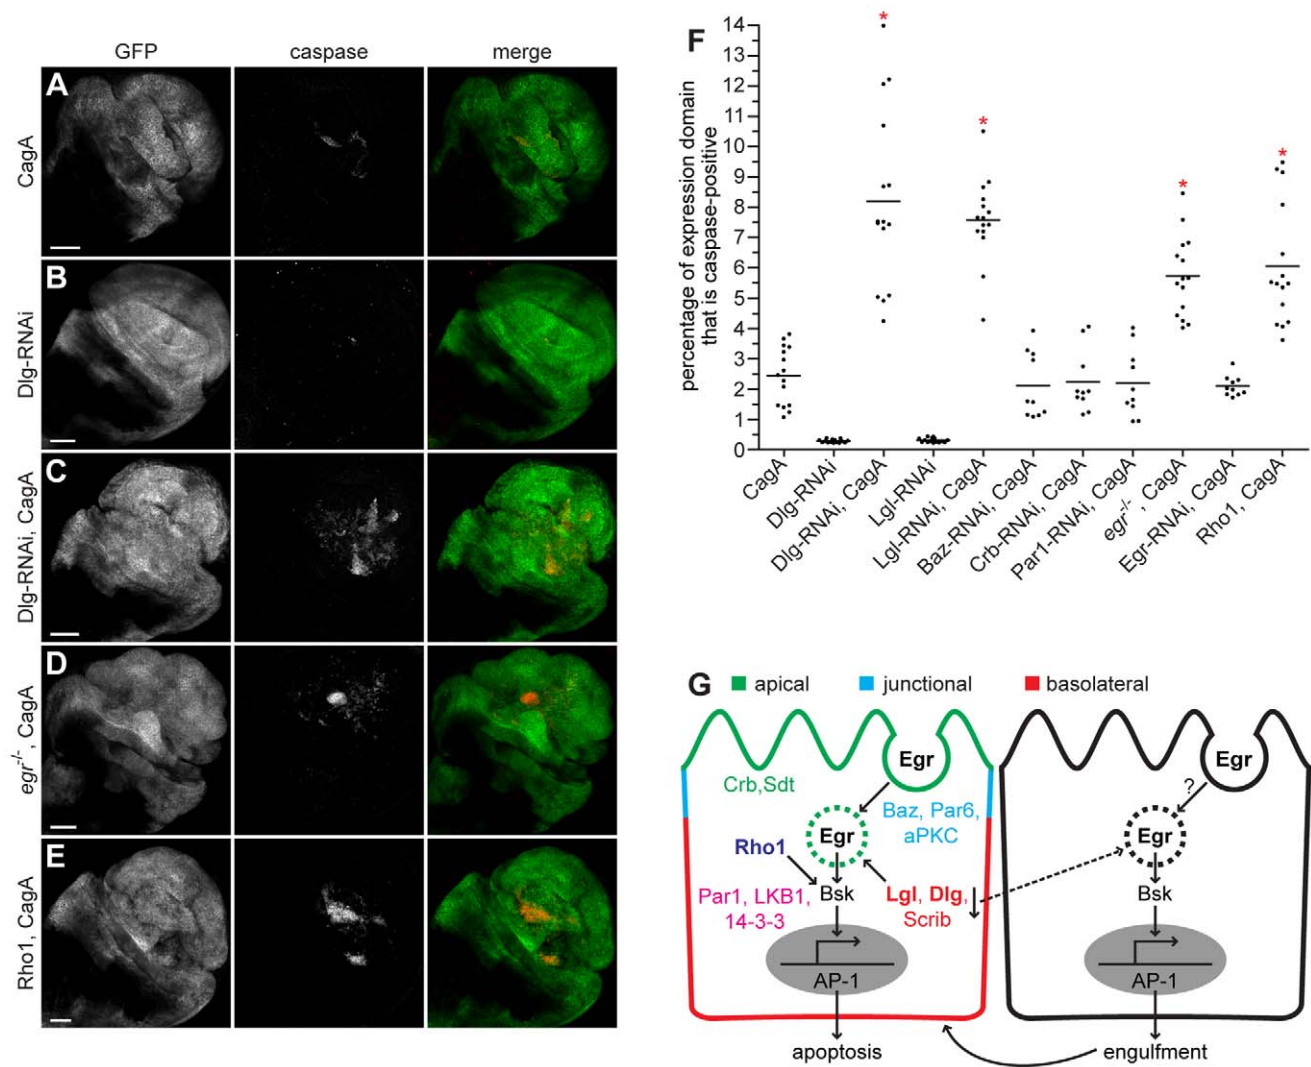 GFP
caspase
merge
A
CagA
B
Dlg-RNAi
C
Dlg-RNAi, CagA
D
egr-/-, CagA
E
Rho1, CagA
F
percentage of expression domain
that is caspase-positive
14
13
12
11
10
9
8
7
6
5
4
3
2
1
0
*
*
*
*
CagA
Dlg-RNAi
Dlg-RNAi, CagA
Lgl-RNAi
Lgl-RNAi, CagA
Baz-RNAi, CagA
Crb-RNAi, CagA
Par1-RNAi, CagA
egr-/-, CagA
Egr-RNAi, CagA
Rho1, CagA
G
apical
junctional
basolateral
Egr
Crb,Sdt
Baz, Par6,
aPKC
Egr
Rho1
Bsk
Par1, LKB1,
14-3-3
Lgl, Dlg,
Scrib
AP-1
apoptosis
Egr
?
Egr
Bsk
AP-1
engulfment